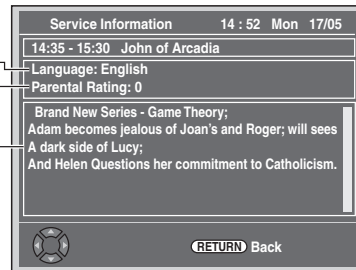 Service Information 14 : 52 Mon 17/05
14:35 - 15:30 John of Arcadia
Language: English
Parental Rating: 0
Brand New Series - Game Theory;
Adam becomes jealous of Joan's and Roger; will sees
A dark side of Lucy;
And Helen Questions her commitment to Catholicism.
RETURN Back